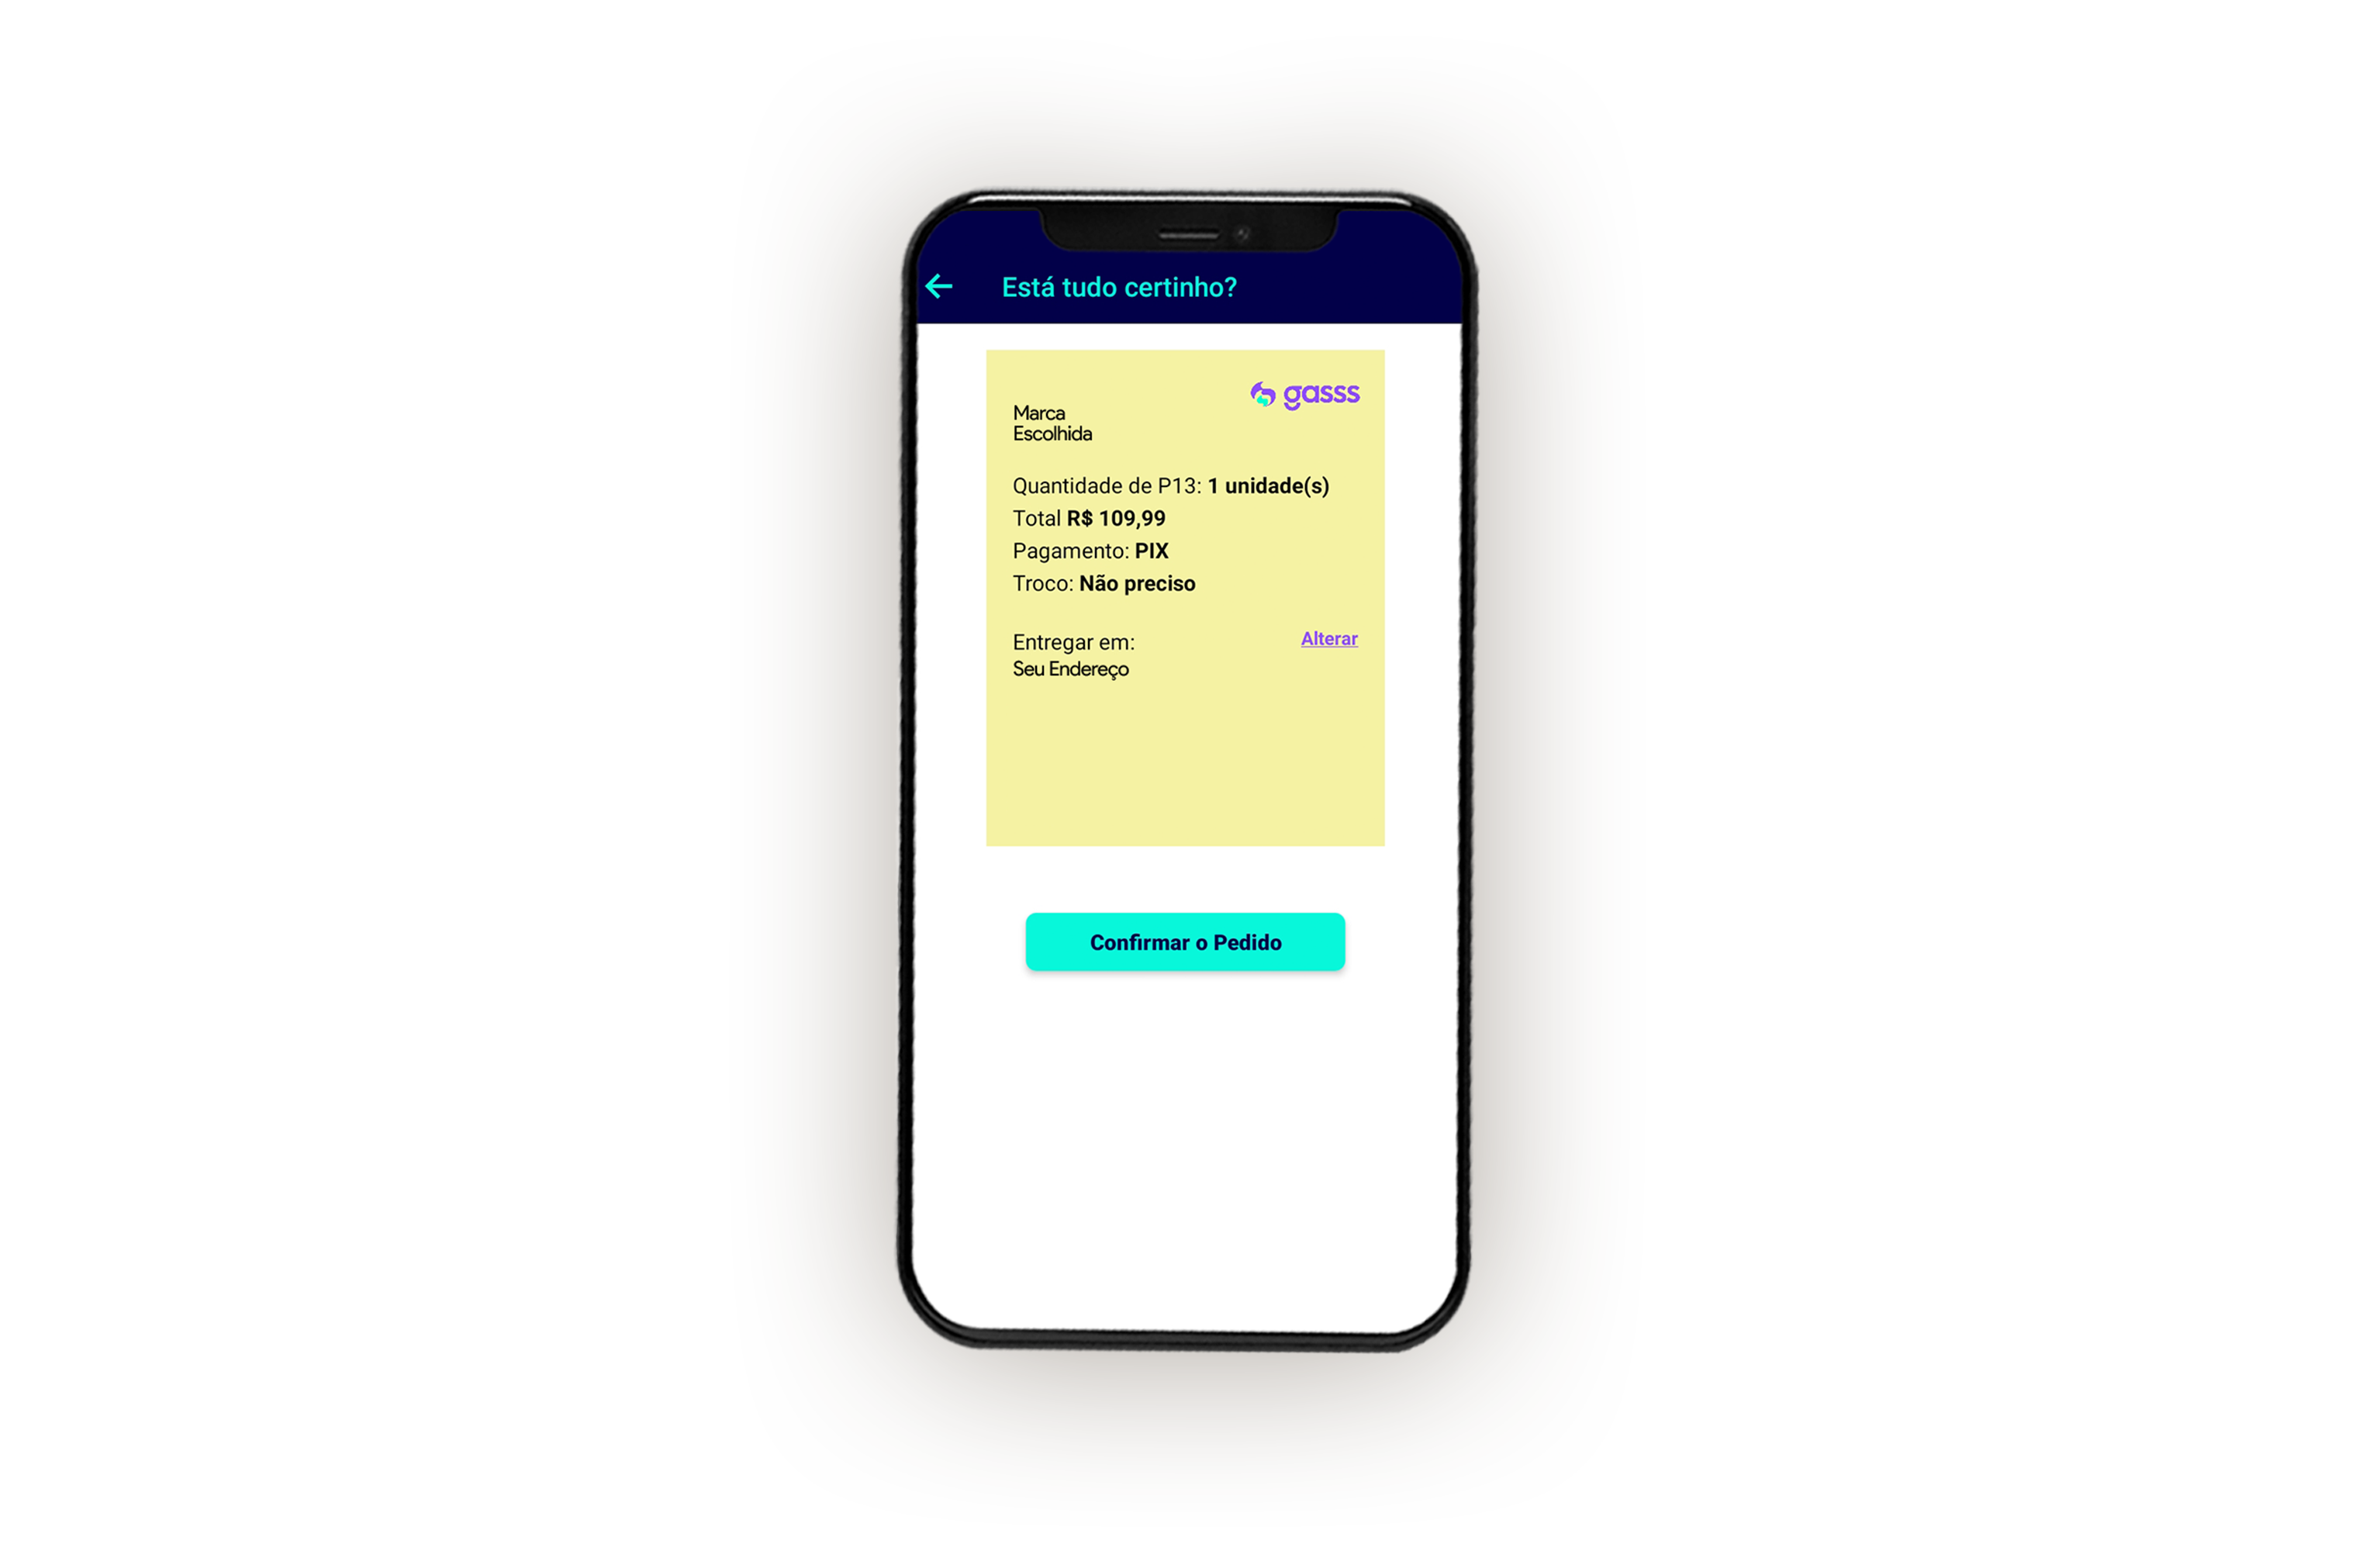 Está tudo certinho?
gasss
Marca
Escolhida
Quantidade de P13: 1 unidade(s)
Total R$ 109,99
Pagamento: PIX
Troco: Não preciso
Entregar em:
Alterar
Seu Endereço
Confirmar o Pedido